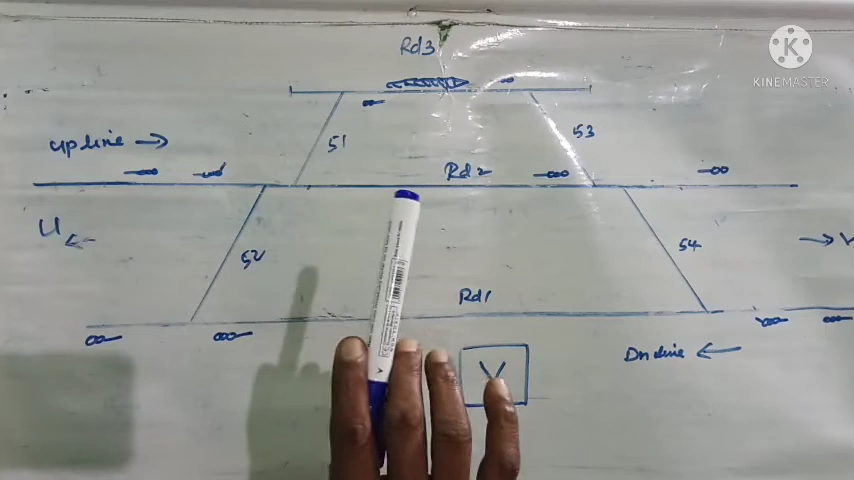 Rd3
KINEMASTER
51
53
up line →
Rd2
U
←
52
54
→ V
Rd1
Dn line ←
V